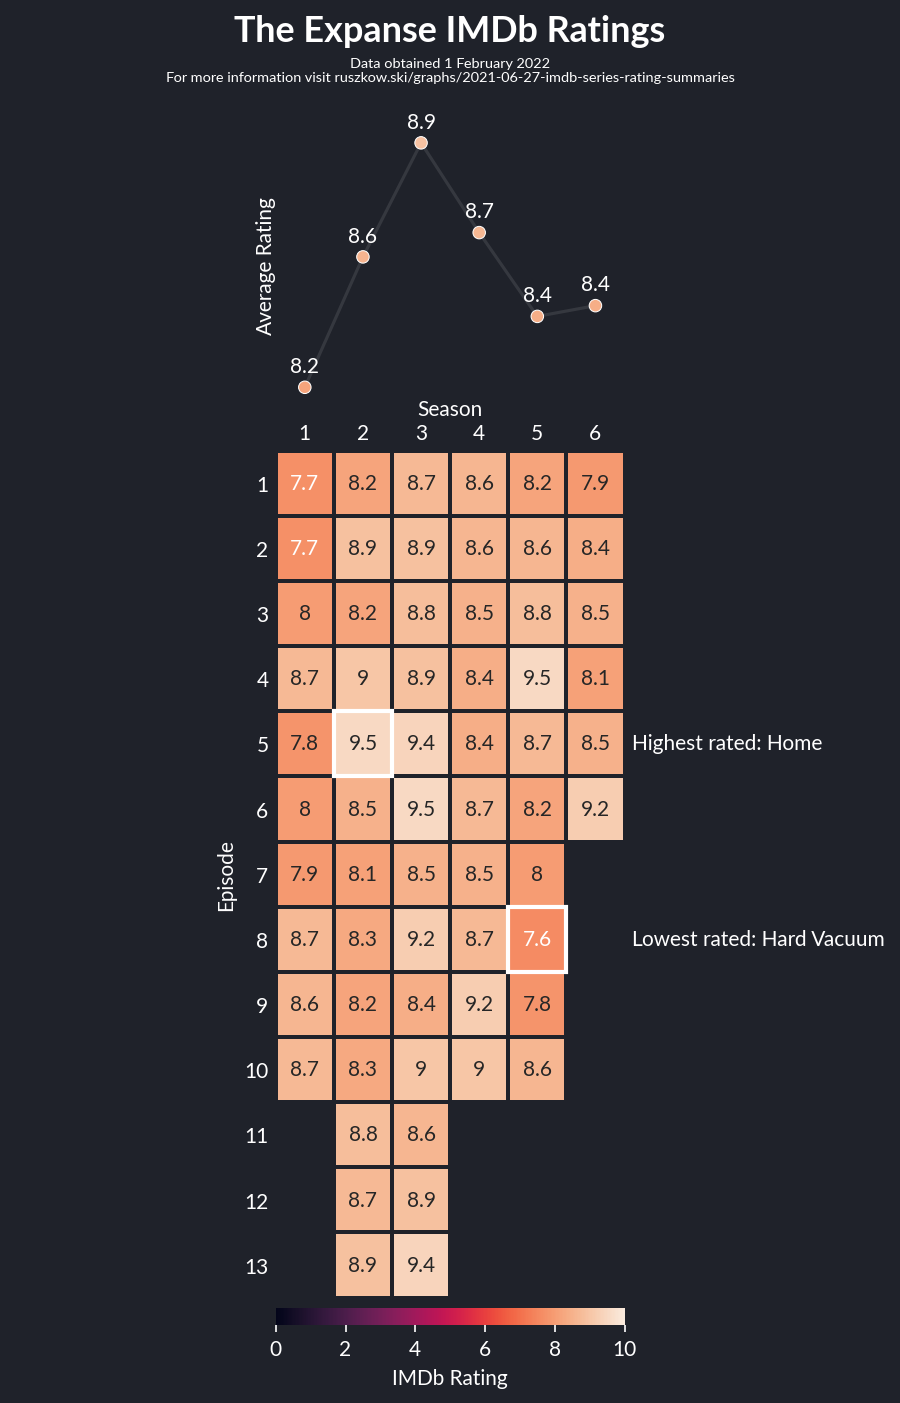 The Expanse IMDb Ratings
Data obtained 1 February 2022
For more information visit ruszkow.ski/graphs/2021-06-27-imdb-series-rating-summaries
8.9
8.7
8.6
Average Rating
8.4
8.4
8.2
Season
1 2 3 4 5 6
1 7.7 8.2 8.7 8.6 8.2 7.9
2 7.7 8.9 8.9 8.6 8.6 8.4
3 8 8.2 8.8 8.5 8.8 8.5
4 8.7 9 8.9 8.4 9.5 8.1
5 7.8 9.5 9.4 8.4 8.7 8.5 Highest rated: Home
6 8 8.5 9.5 8.7 8.2 9.2
Episode
7 7.9 8.1 8.5 8.5 8
8 8.7 8.3 9.2 8.7 7.6 Lowest rated: Hard Vacuum
9 8.6 8.2 8.4 9.2 7.8
10 8.7 8.3 9 9 8.6
11 8.8 8.6
12 8.7 8.9
13 8.9 9.4
0 2 4 6 8 10
IMDb Rating